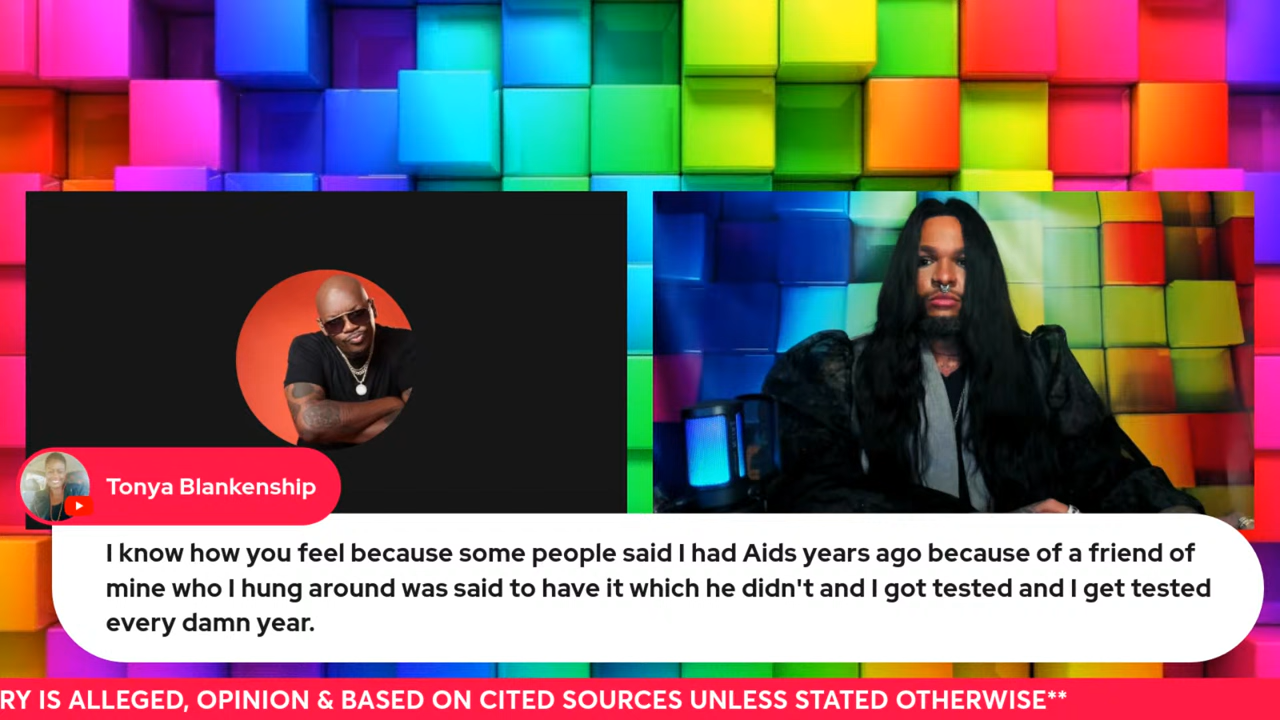 Tonya Blankenship
I know how you feel because some people said I had Aids years ago because of a friend of
mine who I hung around was said to have it which he didn't and I got tested and I get tested
every damn year.
RY IS ALLEGED, OPINION & BASED ON CITED SOURCES UNLESS STATED OTHERWISE**